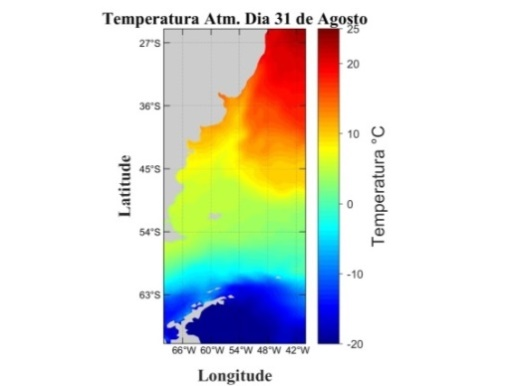 Temperatura Atm. Dia 31 de Agosto
27°S
36°S
45°S
54°S
63°S
Latitude
66°W 60°W 54°W 48°W 42°W
Longitude
25
20
10
0
-10
-20
Temperatura °C